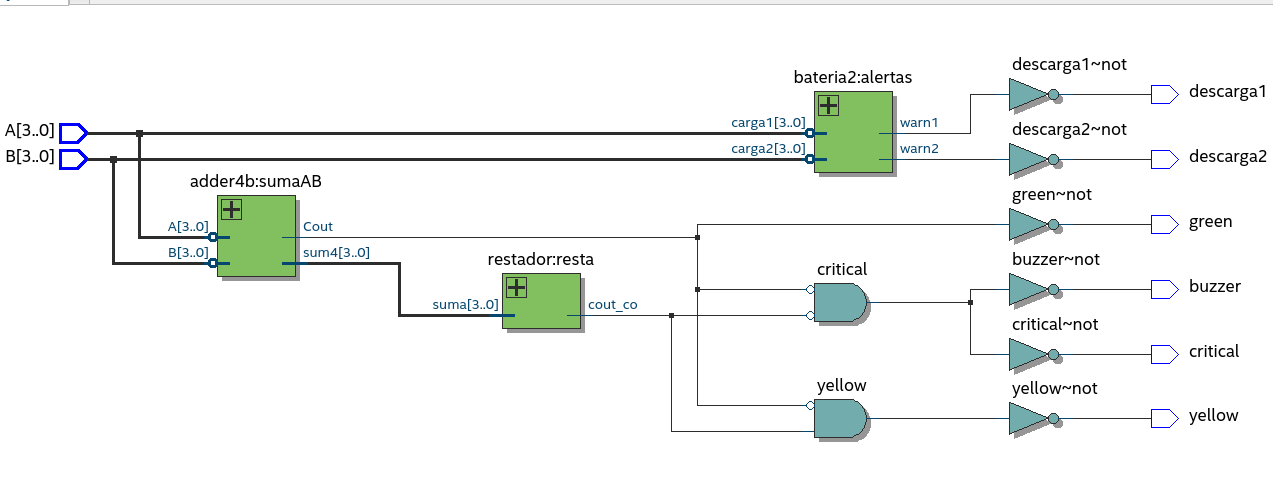 descarga1~not
bateria2:alertas
descarga1
A[3..0]
carga1[3..0]
warn1
descarga2~not
B[3..0]
carga2[3..0]
warn2
descarga2
adder4b:sumaAB
green~not
A[3..0]
Cout
green
B[3..0]
sum4[3..0]
restador:resta
critical
buzzer~not
suma[3..0]
cout_co
buzzer
critical~not
critical
yellow
yellow~not
yellow